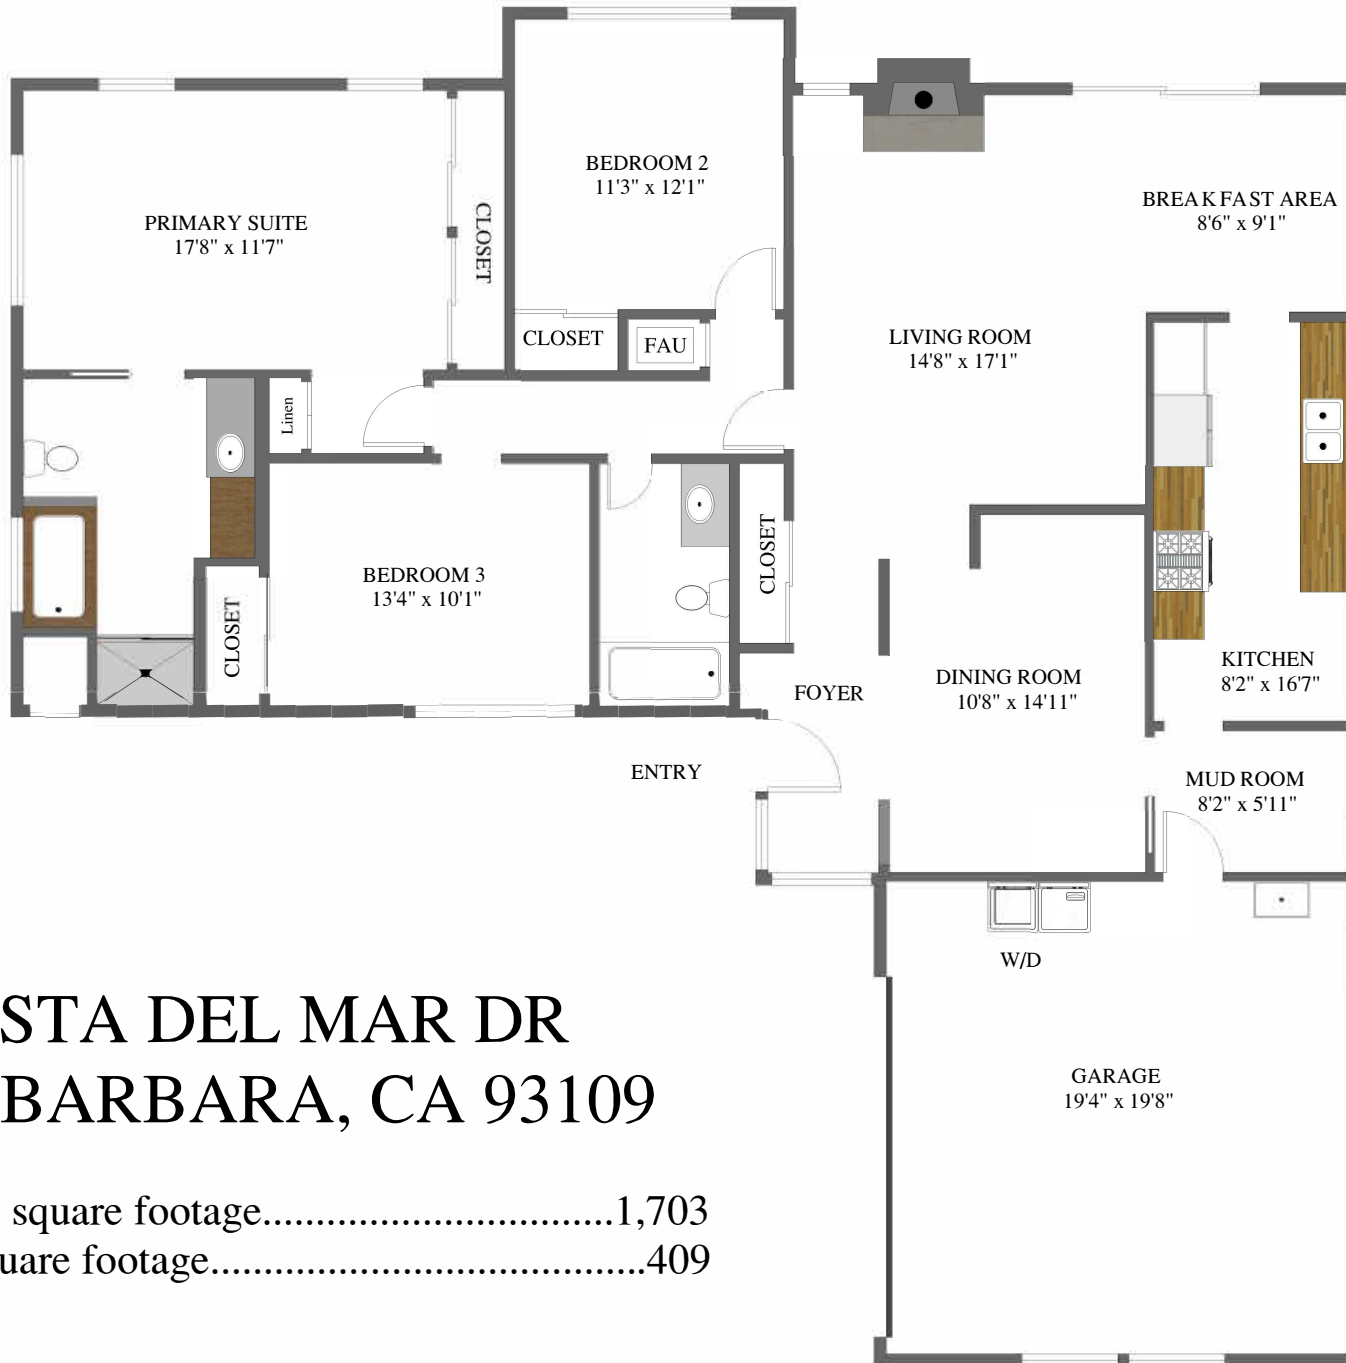 BEDROOM 2
11'3" x 12'1"
BREAKFAST AREA
8'6" x 9'1"
PRIMARY SUITE
17'8" x 11'7"
CLOSET
CLOSET
FAU
LIVING ROOM
14'8" x 17'1"
Linen
CLOSET
BEDROOM 3
13'4" x 10'1"
CLOSET
KITCHEN
8'2" x 16'7"
DINING ROOM
10'8" x 14'11"
FOYER
ENTRY
MUD ROOM
8'2" x 5'11"
W/D
STA DEL MAR DR
BARBARA, CA 93109
GARAGE
19'4" x 19'8"
square footage.................................1,703
uare footage.........................................409